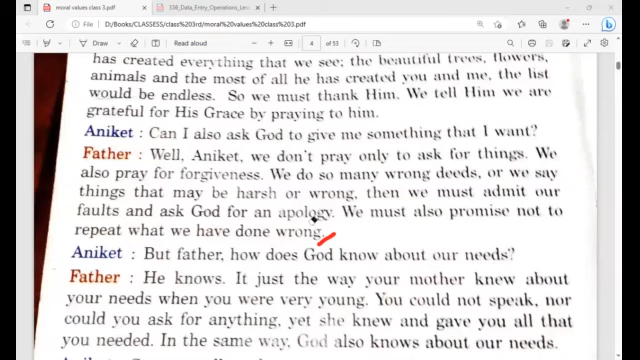 moral values class 3.pdf
338_Data_Entry_Operations_Les
D:/Books/CLASSESS/class%203rd/moral%20values%20class%203.pdf
Draw
Read aloud
4
of 53
has created everything that we see; the beautiful trees, flowers,
animals and the most of all he has created you and me, the list
would be endless. So we must thank Him. We tell Him we are
grateful for His Grace by praying to him.
Aniket : Can I also ask God to give me something that I want?
Father : Well, Aniket, we don't pray only to ask for things. We
also pray for forgiveness. We do so many wrong deeds, or we say
things that may be harsh or wrong, then we must admit our
faults and ask God for an apology. We must also promise not to
repeat what we have done wrong.
Aniket : But father, how does God know about our needs?
Father : He knows. It just the way your mother knew about
your needs when you were very young. You could not speak, nor
could you ask for anything, yet she knew and gave you all that
you needed. In the same way, God also knows about our needs.